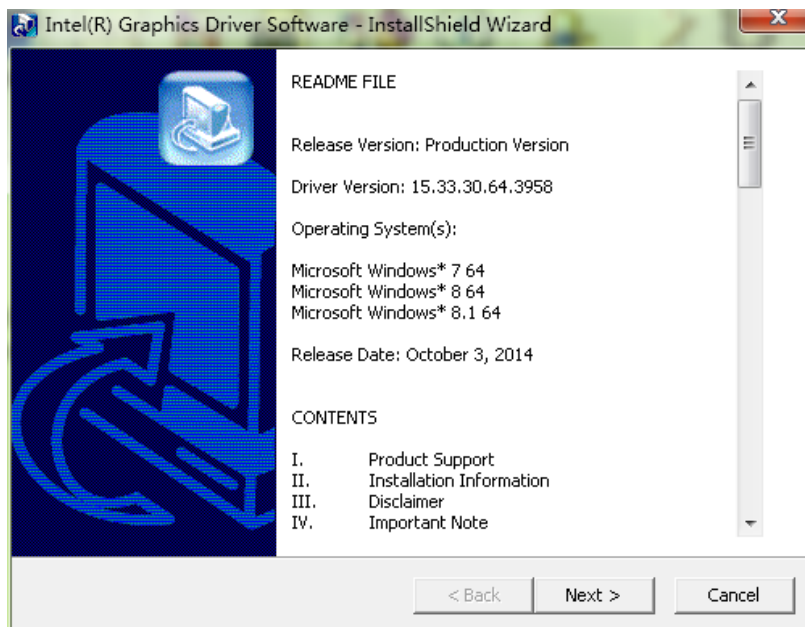 Intel(R) Graphics Driver Software - InstallShield Wizard
README FILE
Release Version: Production Version
Driver Version: 15.33.30.64.3958
Operating System(s):
Microsoft Windows* 7 64
Microsoft Windows* 8 64
Microsoft Windows* 8.1 64
Release Date: October 3, 2014
CONTENTS
I. Product Support
II. Installation Information
III. Disclaimer
IV. Important Note
< Back Next > Cancel